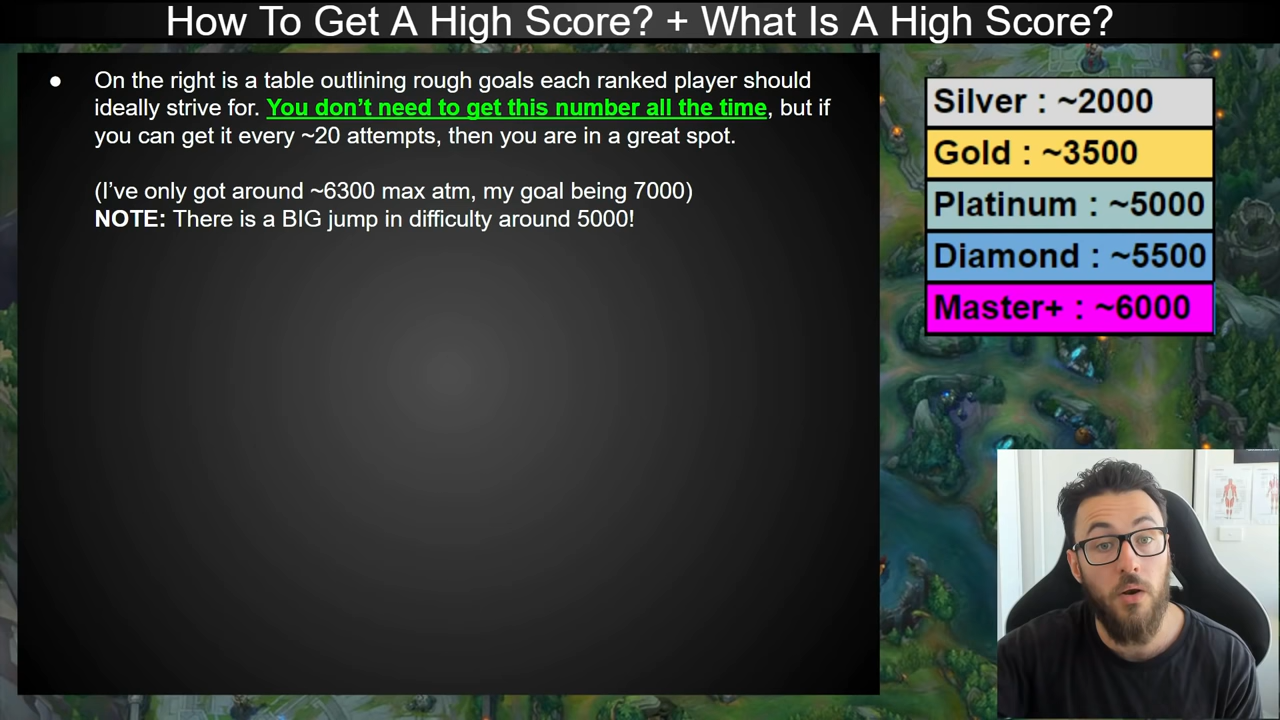 How To Get A High Score? + What Is A High Score?
● On the right is a table outlining rough goals each ranked player should
ideally strive for. You don’t need to get this number all the time, but if
you can get it every ~20 attempts, then you are in a great spot.
(I’ve only got around ~6300 max atm, my goal being 7000)
NOTE: There is a BIG jump in difficulty around 5000!
Silver : ~2000
Gold : ~3500
Platinum : ~5000
Diamond : ~5500
Master+ : ~6000